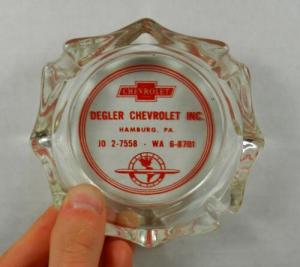 CHEVROLET
DEGLER CHEVROLET INC.
HAMBURG, PA.
JO 2-7558 - WA 6-8701